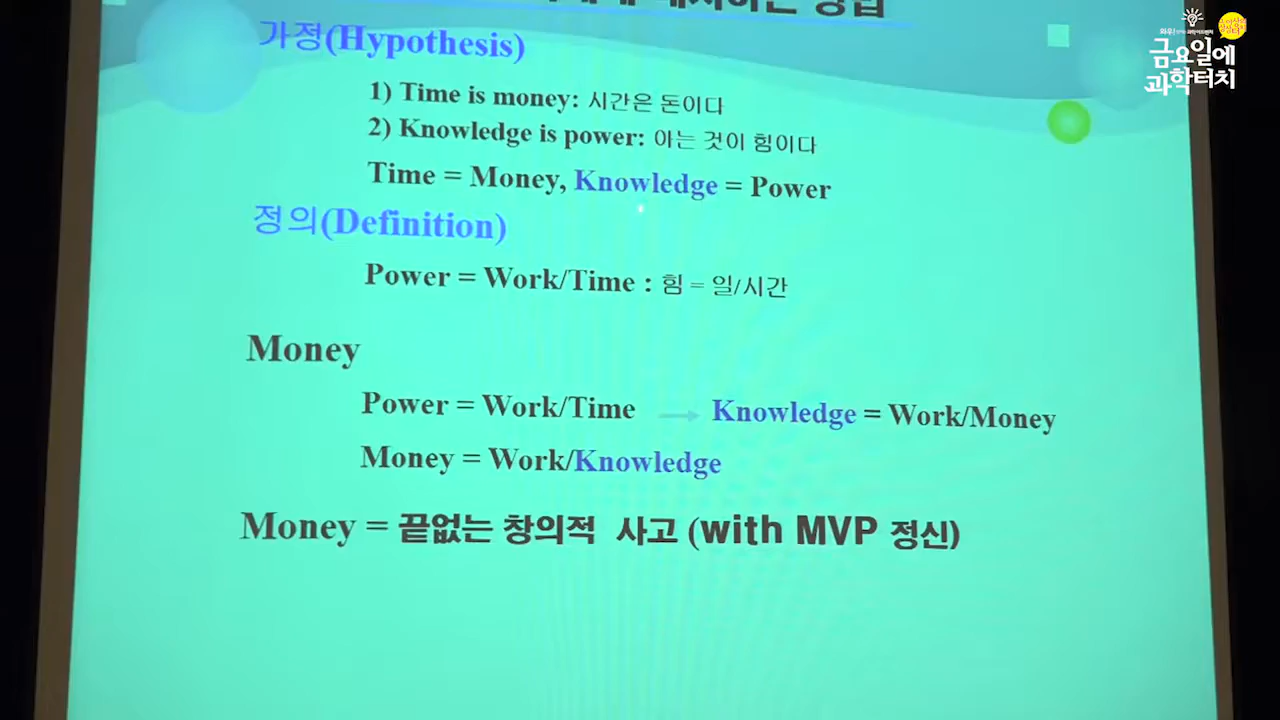 가정(Hypothesis)
1) Time is money: 시간은 돈이다
2) Knowledge is power: 아는 것이 힘이다
Time = Money, Knowledge = Power
정의(Definition)
Power = Work/Time : 힘 = 일/시간
Money
Power = Work/Time → Knowledge = Work/Money
Money = Work/Knowledge
Money = 끝없는 창의적 사고 (with MVP 정신)
금요일에
과학터치